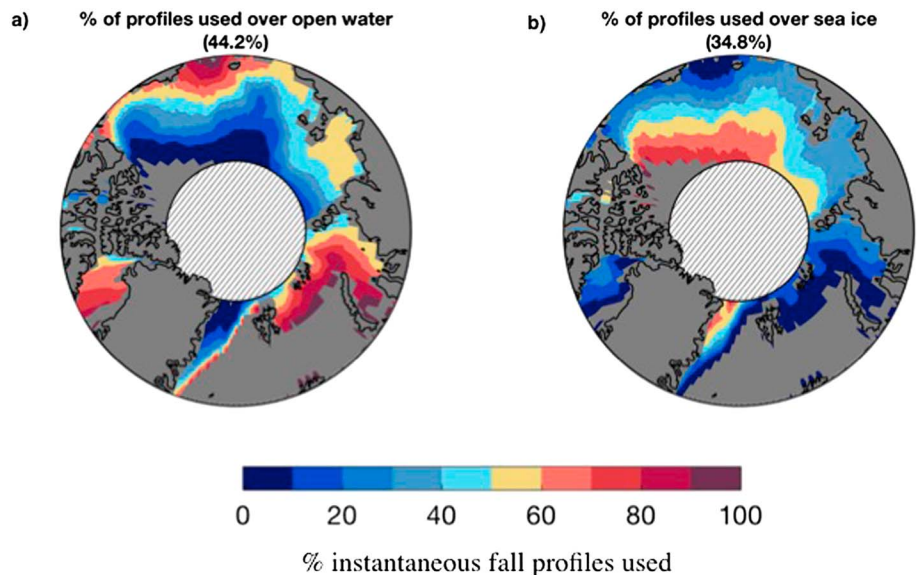 a)
% of profiles used over open water
(44.2%)
b)
% of profiles used over sea ice
(34.8%)
0 20 40 60 80 100
% instantaneous fall profiles used